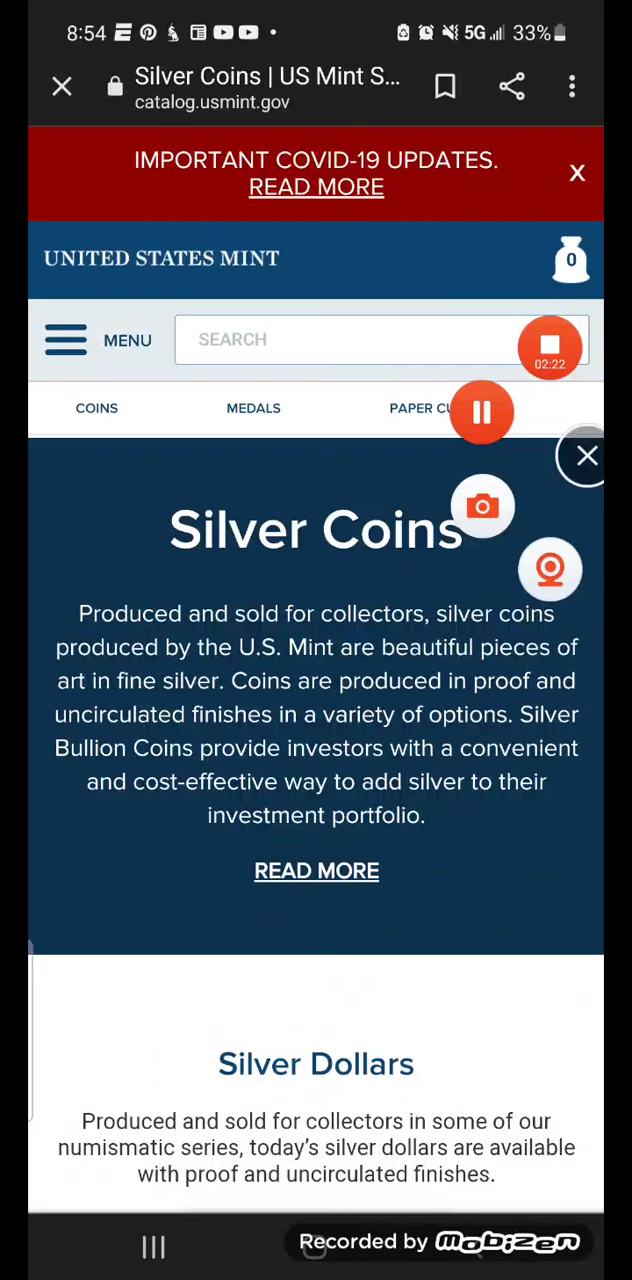 8:54 5G 33%
Silver Coins | US Mint S...
catalog.usmint.gov
IMPORTANT COVID-19 UPDATES.
READ MORE
X
UNITED STATES MINT
0
MENU
SEARCH
02:22
COINS MEDALS PAPER CU
Silver Coins
Produced and sold for collectors, silver coins
produced by the U.S. Mint are beautiful pieces of
art in fine silver. Coins are produced in proof and
uncirculated finishes in a variety of options. Silver
Bullion Coins provide investors with a convenient
and cost-effective way to add silver to their
investment portfolio.
READ MORE
Silver Dollars
Produced and sold for collectors in some of our
numismatic series, today's silver dollars are available
with proof and uncirculated finishes.
Recorded by mobizen